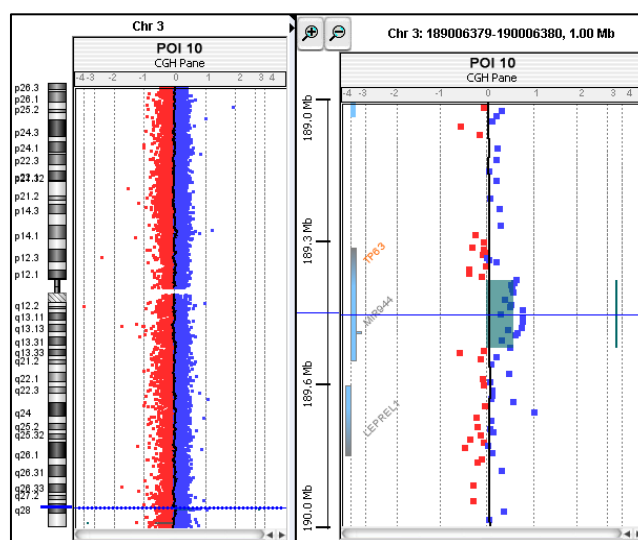 Chr 3
POI 10
CGH Pane
-4 -3 -2 -1 0 1 2 3 4
p26.3
p26.1
p25.2
p24.3
p24.1
p22.3
p21.2
p14.3
p14.1
p12.3
p12.1
q12.2
q13.11
q13.13
q13.31
q13.33
q21.2
q22.1
q22.3
q24
q25.2
q25.32
q26.1
q26.31
q26.33
q27.2
q28
Chr 3: 189006379-190006380, 1.00 Mb
POI 10
CGH Pane
-4 -3 -2 -1 0 1 2 3 4
189.0 Mb
189.3 Mb
TP63
MIR944
189.6 Mb
LEPREL1
190.0 Mb